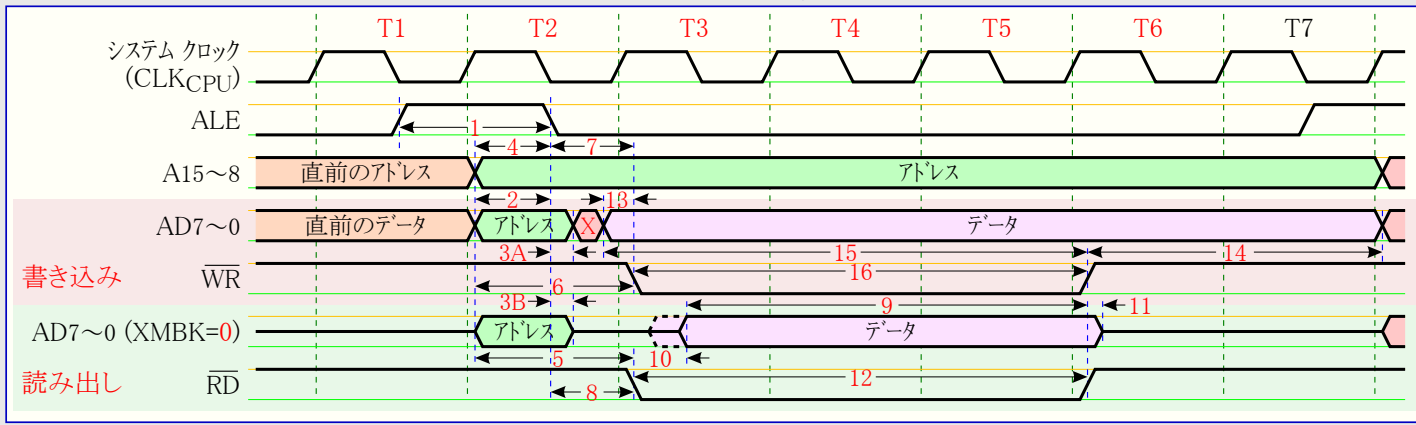 T1 T2 T3 T4 T5 T6 T7
システム クロック
(CLKCPU)
ALE
1
4 7
A15～8 直前のアドレス アドレス
2 13
AD7～0 直前のデータ アドレス X データ
3A 15 14
書き込み WR 6 16
3B 9 11
AD7～0 (XMBK=0) アドレス データ
5 10
読み出し RD 8 12